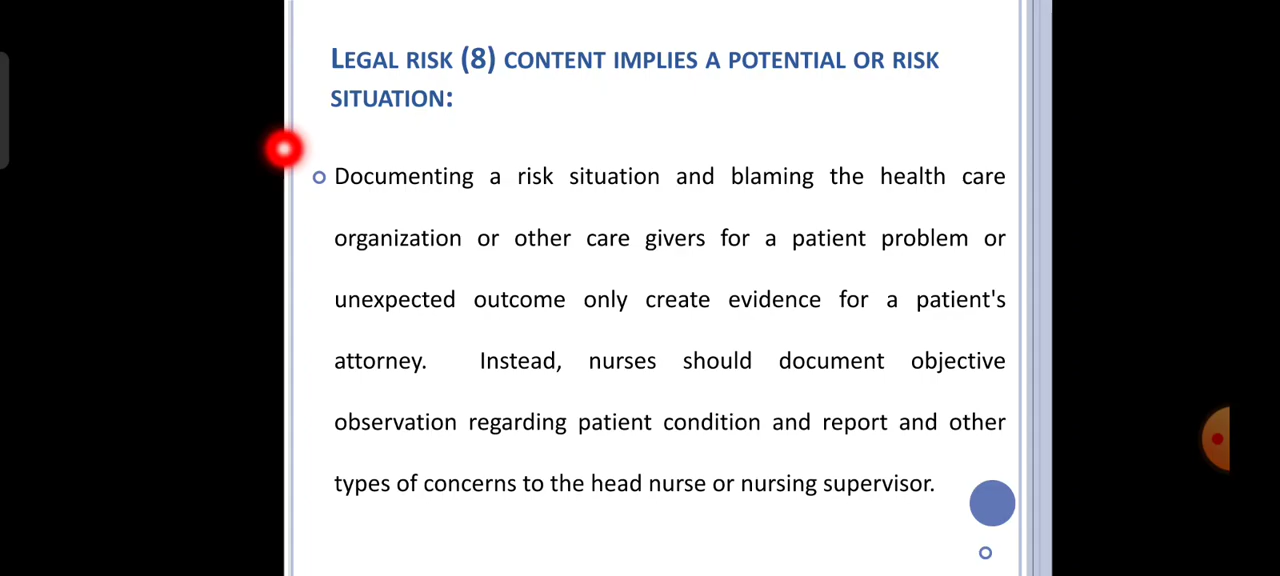 LEGAL RISK (8) CONTENT IMPLIES A POTENTIAL OR RISK
SITUATION:
Documenting a risk situation and blaming the health care
organization or other care givers for a patient problem or
unexpected outcome only create evidence for a patient's
attorney. Instead, nurses should document objective
observation regarding patient condition and report and other
types of concerns to the head nurse or nursing supervisor.